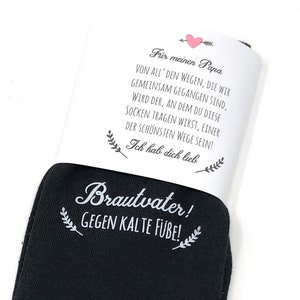 Für meinen Papa
Von all' den Wegen, die wir
gemeinsam gegangen sind,
wird der, an dem du diese
Socken tragen wirst, einer
der schönsten Wege sein!
Ich hab dich lieb.
Brautvater!
GEGEN KALTE FÜßE!